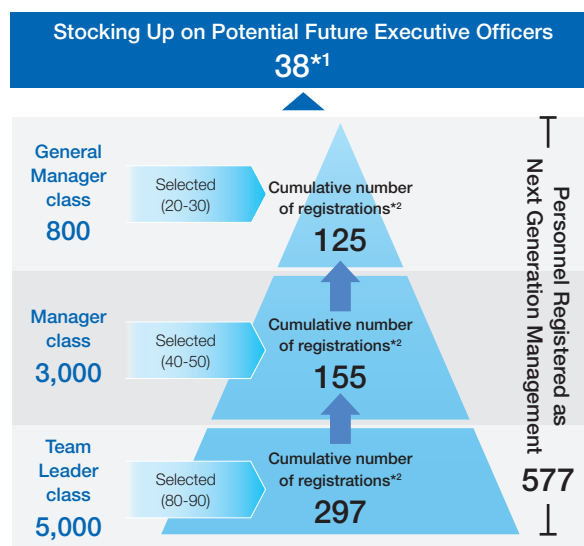 Stocking Up on Potential Future Executive Officers
38*1
General
Manager
class
800
Selected
(20-30)
Cumulative number
of registrations*2
125
Manager
class
3,000
Selected
(40-50)
Cumulative number
of registrations*2
155
Team
Leader
class
5,000
Selected
(80-90)
Cumulative number
of registrations*2
297
Personnel Registered as
Next Generation Management
577